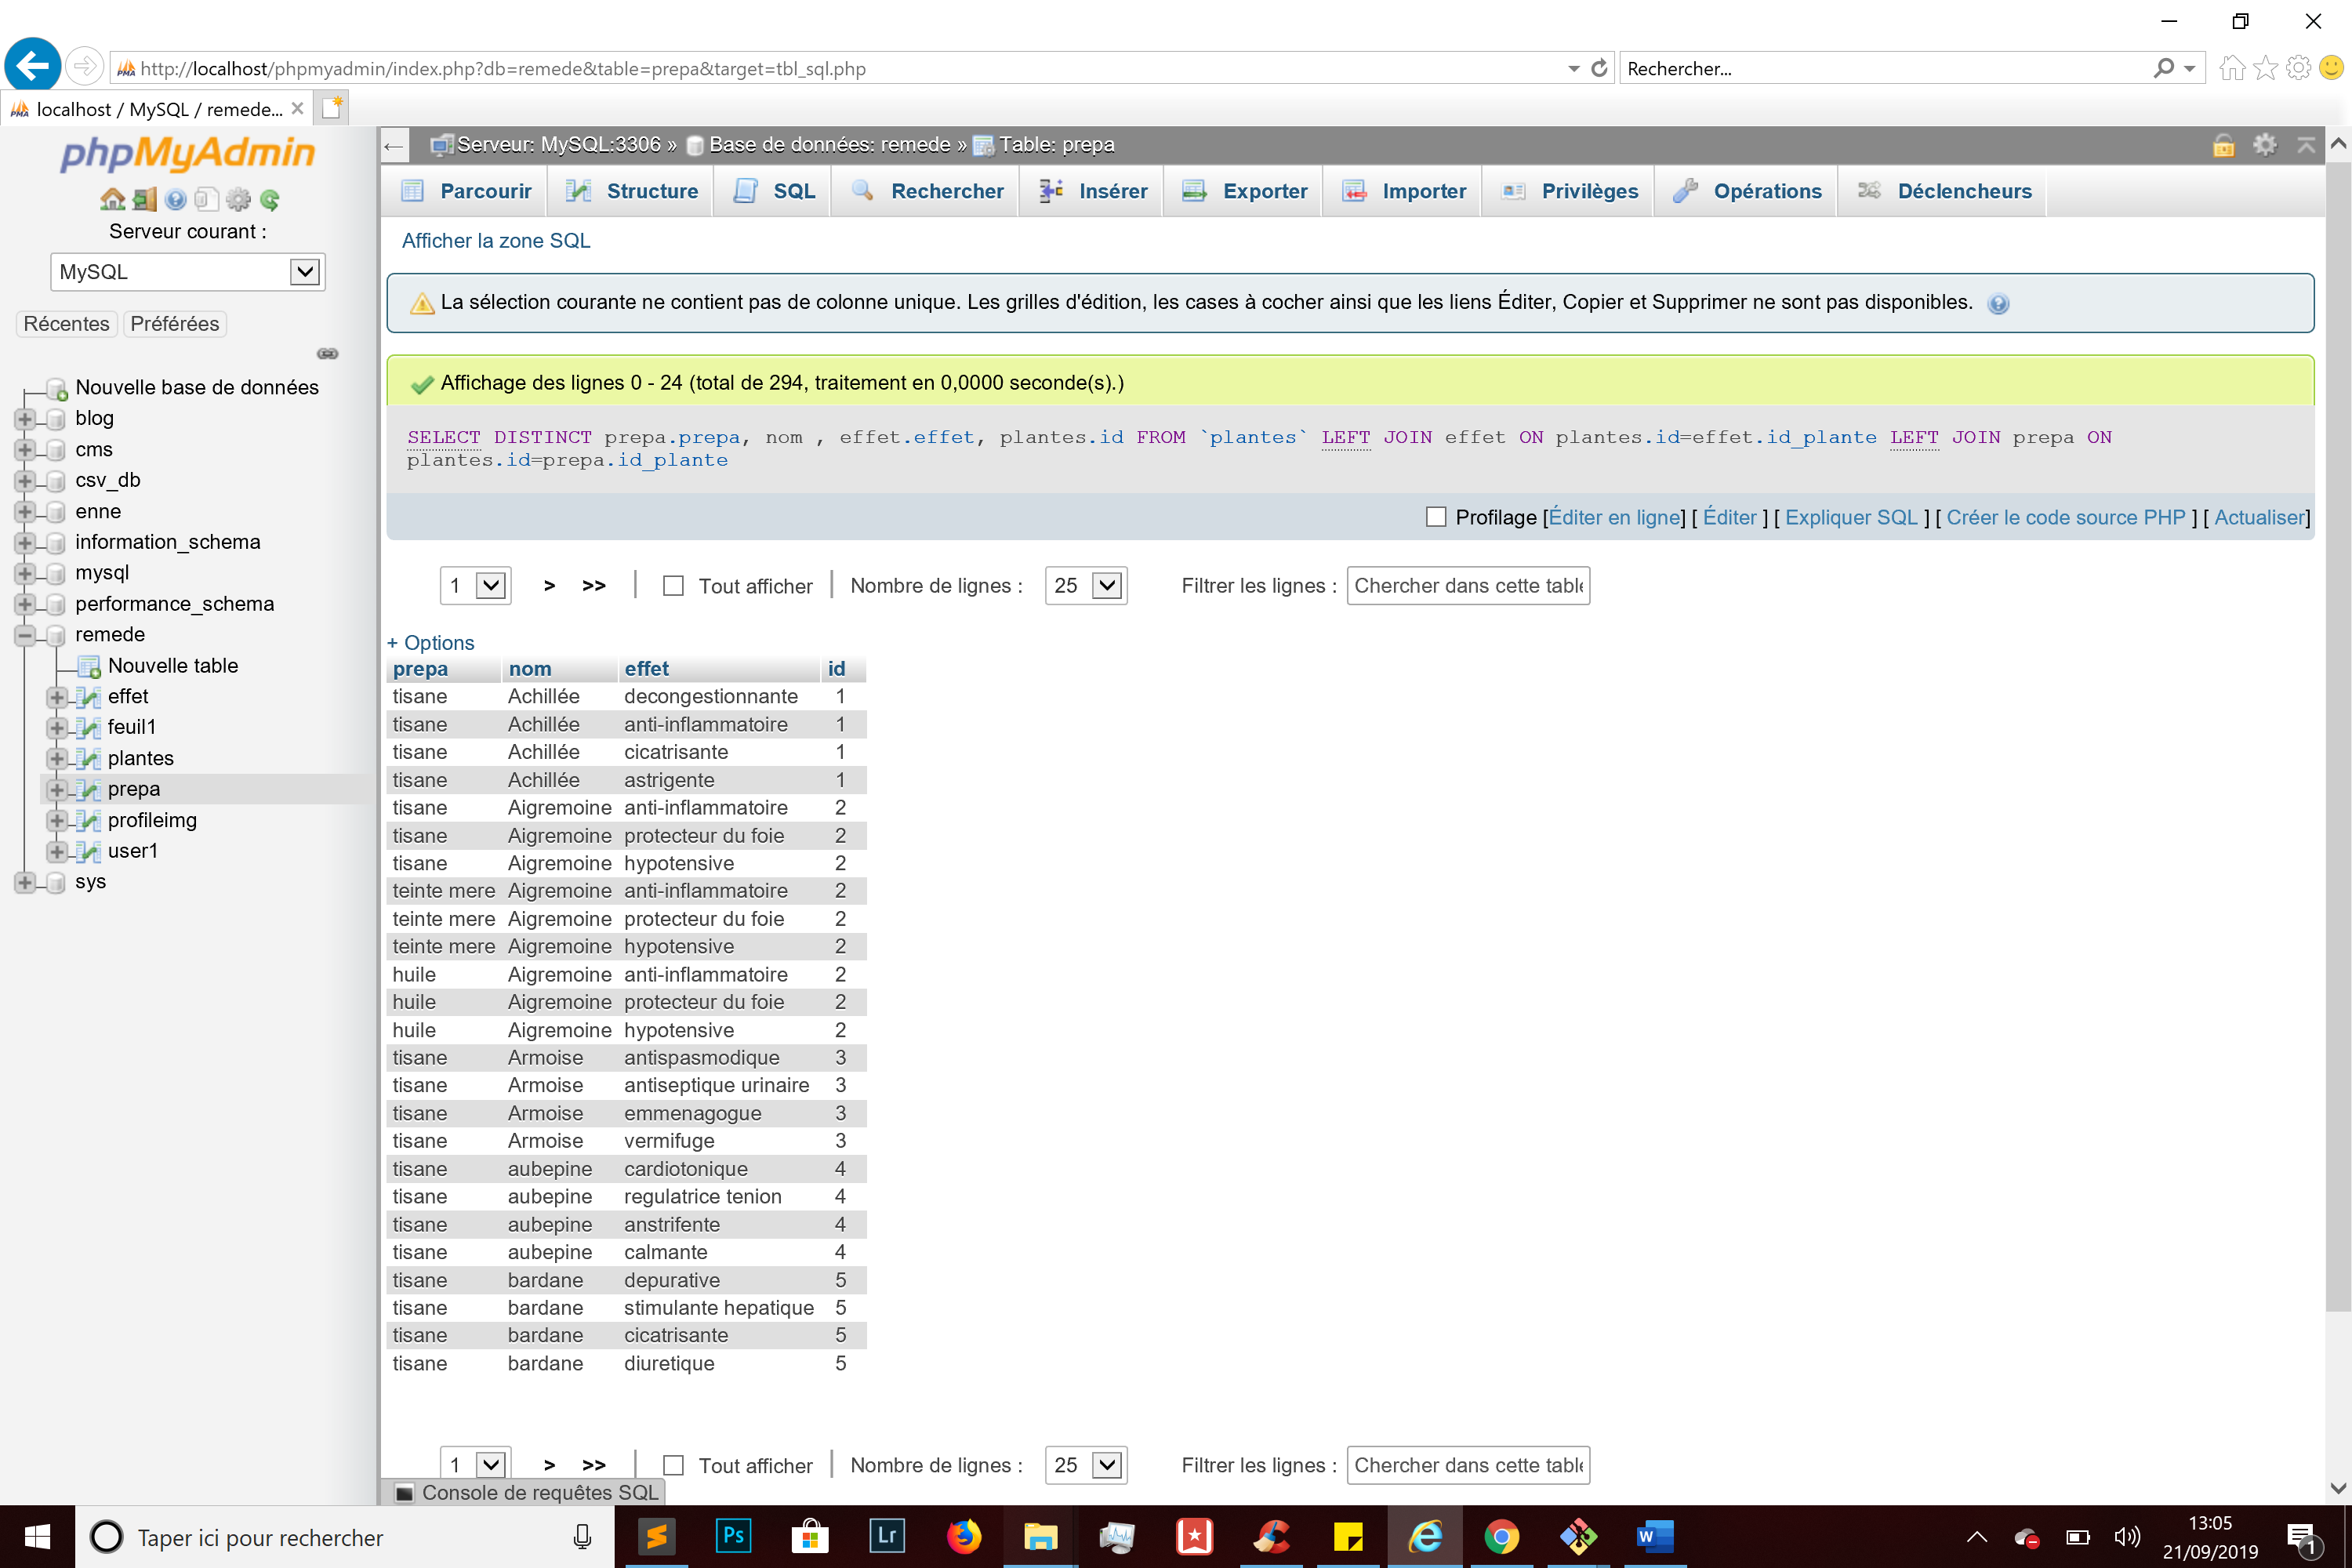 http://localhost/phpmyadmin/index.php?db=remede&table=prepa&target=tbl_sql.php
Rechercher...
localhost / MySQL / remede...
phpMyAdmin
Serveur courant :
MySQL
Récentes Préférées
Nouvelle base de données
blog
cms
csv_db
enne
information_schema
mysql
performance_schema
remede
Nouvelle table
effet
feuil1
plantes
prepa
profileimg
user1
sys
Serveur: MySQL:3306 » Base de données: remede » Table: prepa
Parcourir Structure SQL Rechercher Insérer Exporter Importer Privilèges Opérations Déclencheurs
Afficher la zone SQL
La sélection courante ne contient pas de colonne unique. Les grilles d'édition, les cases à cocher ainsi que les liens Éditer, Copier et Supprimer ne sont pas disponibles.
Affichage des lignes 0 - 24 (total de 294, traitement en 0,0000 seconde(s).)
SELECT DISTINCT prepa.prepa, nom , effet.effet, plantes.id FROM `plantes` LEFT JOIN effet ON plantes.id=effet.id_plante LEFT JOIN prepa ON
plantes.id=prepa.id_plante
Profilage [Éditer en ligne] [ Éditer ] [ Expliquer SQL ] [ Créer le code source PHP ] [ Actualiser]
1 > >> Tout afficher Nombre de lignes : 25 Filtrer les lignes : Chercher dans cette table
+ Options
prepa nom effet id
tisane Achillée decongestionnante 1
tisane Achillée anti-inflammatoire 1
tisane Achillée cicatrisante 1
tisane Achillée astrigente 1
tisane Aigremoine anti-inflammatoire 2
tisane Aigremoine protecteur du foie 2
tisane Aigremoine hypotensive 2
teinte mere Aigremoine anti-inflammatoire 2
teinte mere Aigremoine protecteur du foie 2
teinte mere Aigremoine hypotensive 2
huile Aigremoine anti-inflammatoire 2
huile Aigremoine protecteur du foie 2
huile Aigremoine hypotensive 2
tisane Armoise antispasmodique 3
tisane Armoise antiseptique urinaire 3
tisane Armoise emmenagogue 3
tisane Armoise vermifuge 3
tisane aubepine cardiotonique 4
tisane aubepine regulatrice tenion 4
tisane aubepine anstrifente 4
tisane aubepine calmante 4
tisane bardane depurative 5
tisane bardane stimulante hepatique 5
tisane bardane cicatrisante 5
tisane bardane diuretique 5
1 > >> Tout afficher Nombre de lignes : 25 Filtrer les lignes : Chercher dans cette table
Console de requêtes SQL
Taper ici pour rechercher
Ps
Lr
W
13:05
21/09/2019
1